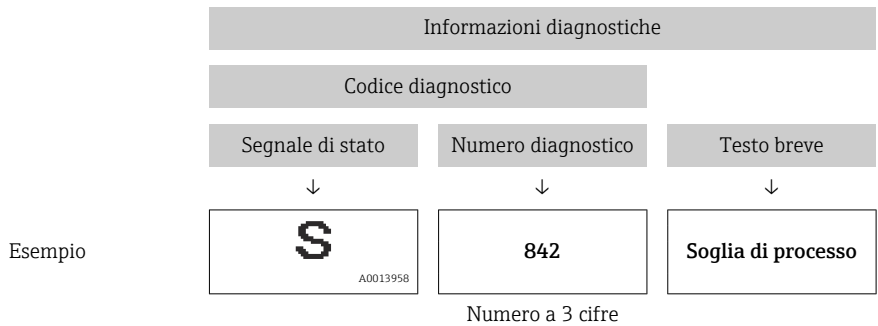 Informazioni diagnostiche
Codice diagnostico
Segnale di stato Numero diagnostico Testo breve
↓ ↓ ↓
Esempio S 842 Soglia di processo
A0013958
Numero a 3 cifre